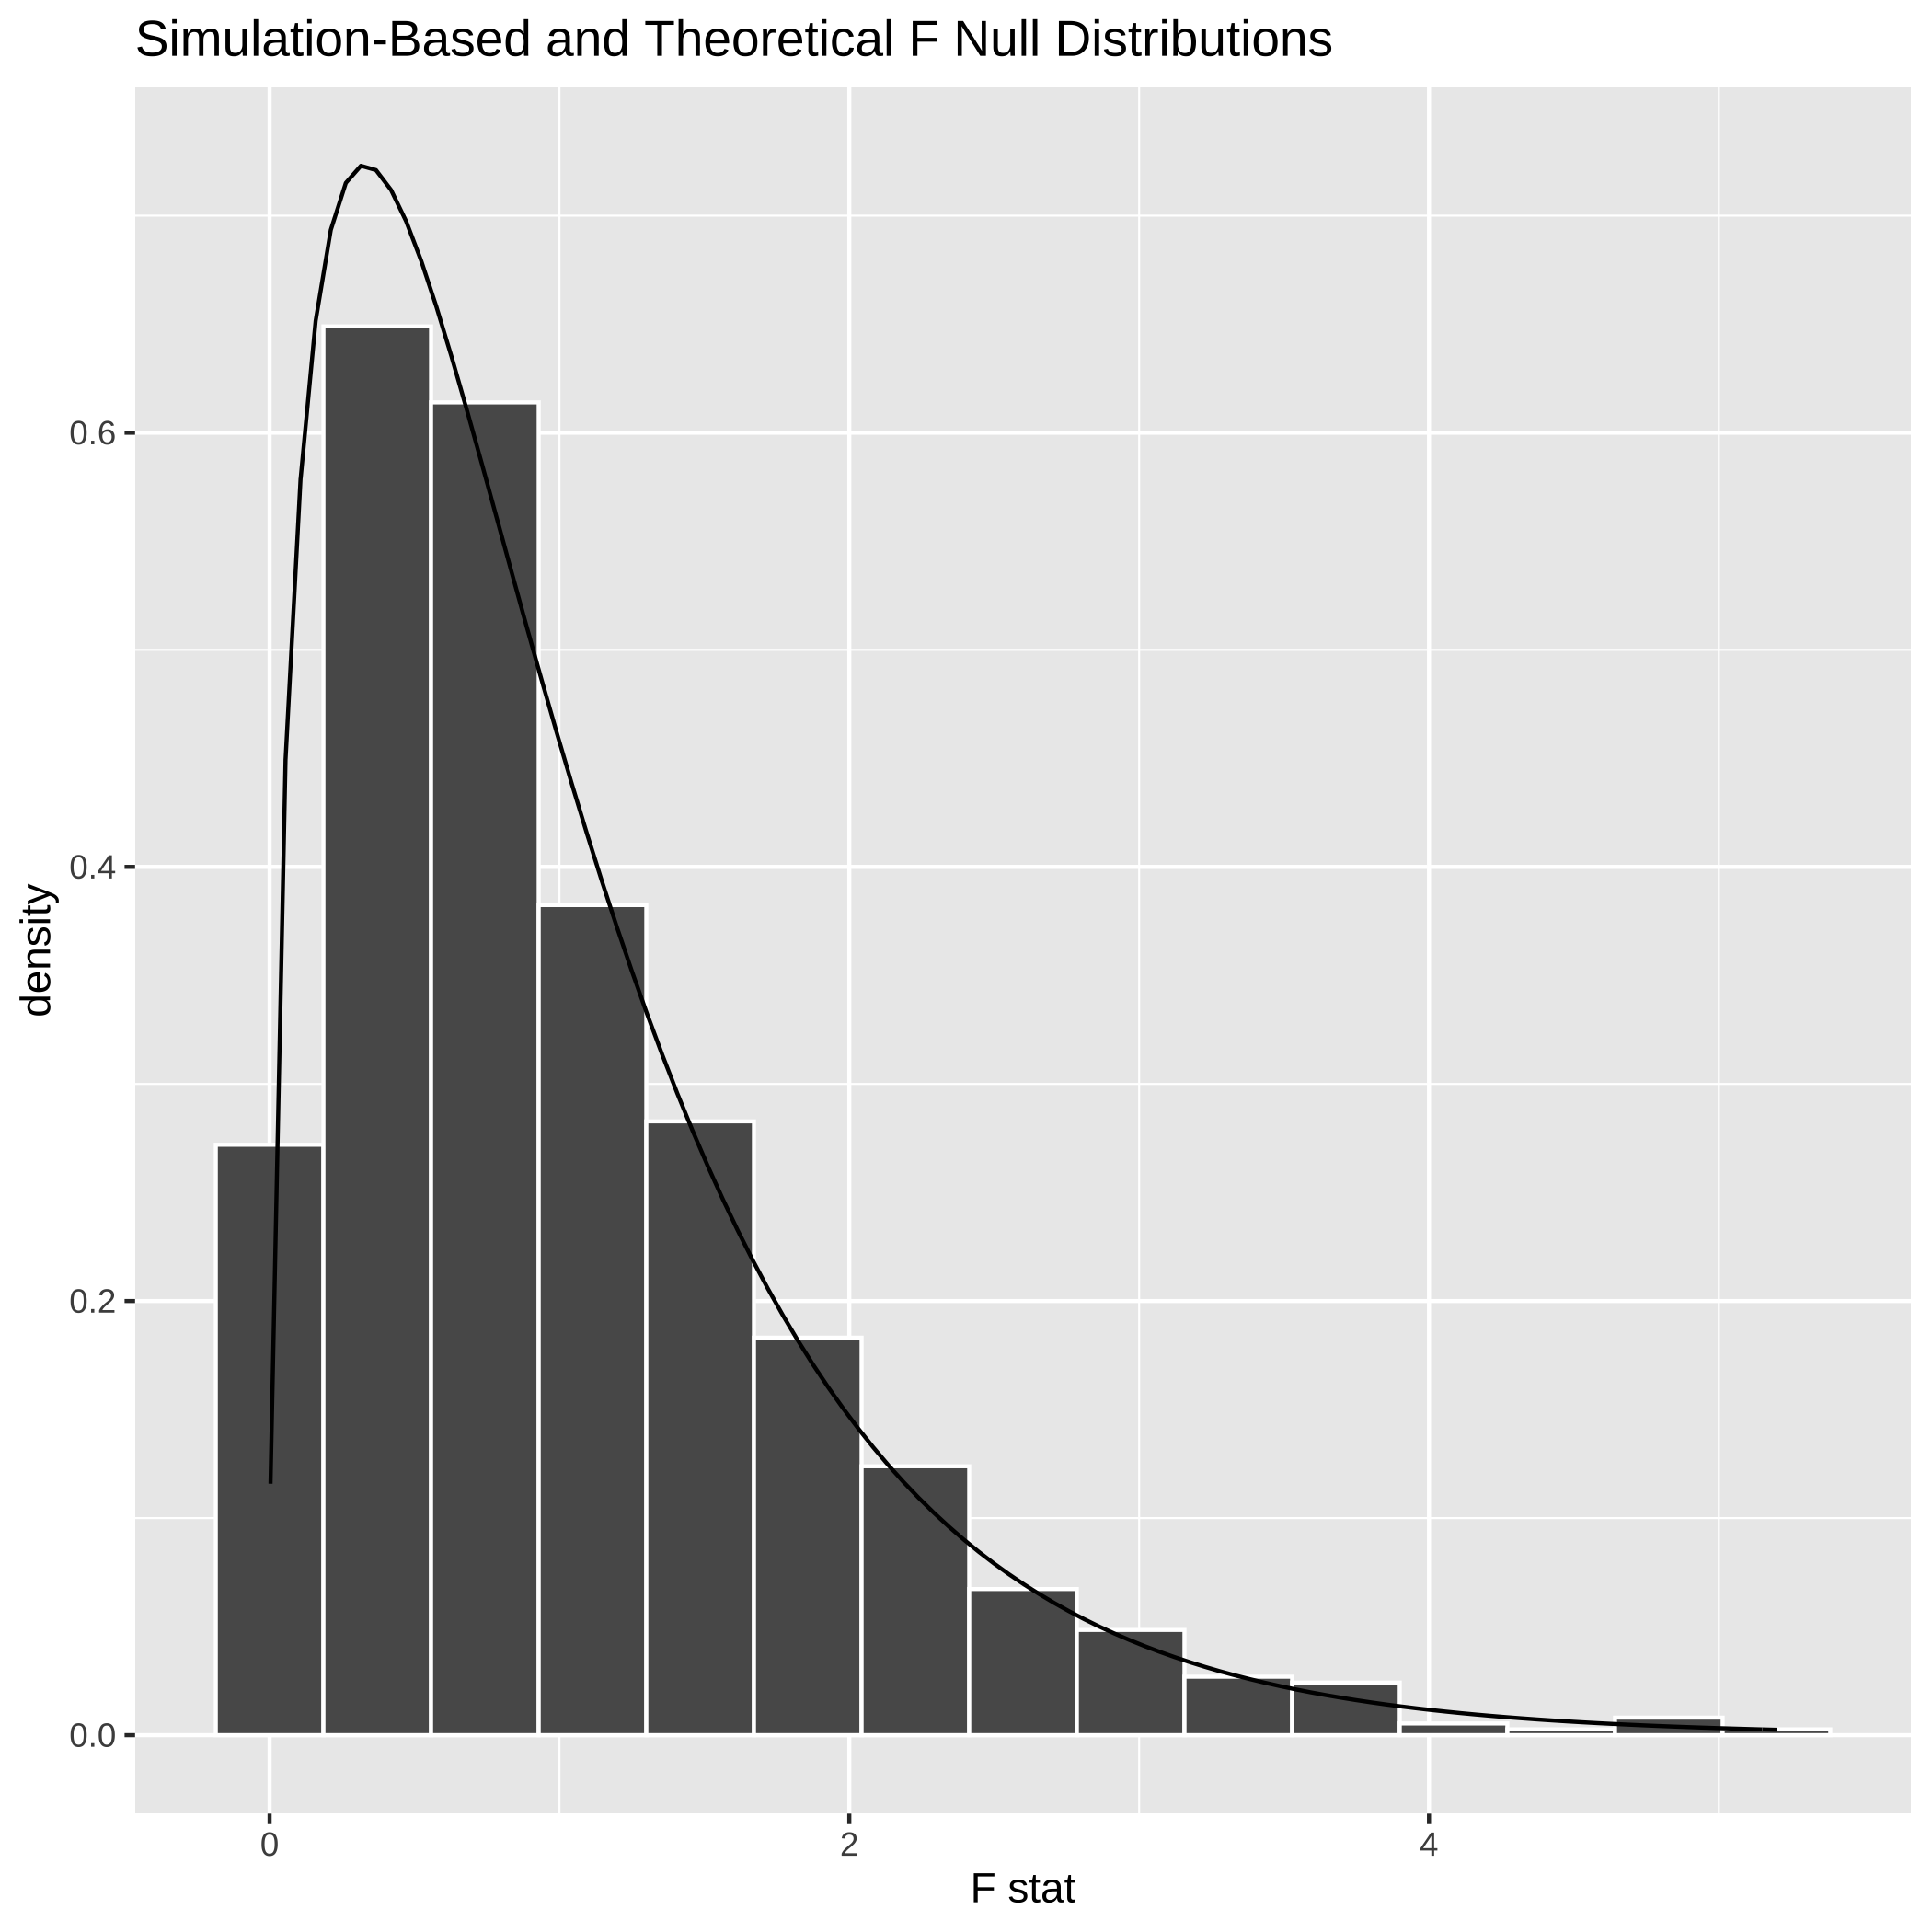 Simulation-Based and Theoretical F Null Distributions
density
0.6
0.4
0.2
0.0
0 2 4
F stat